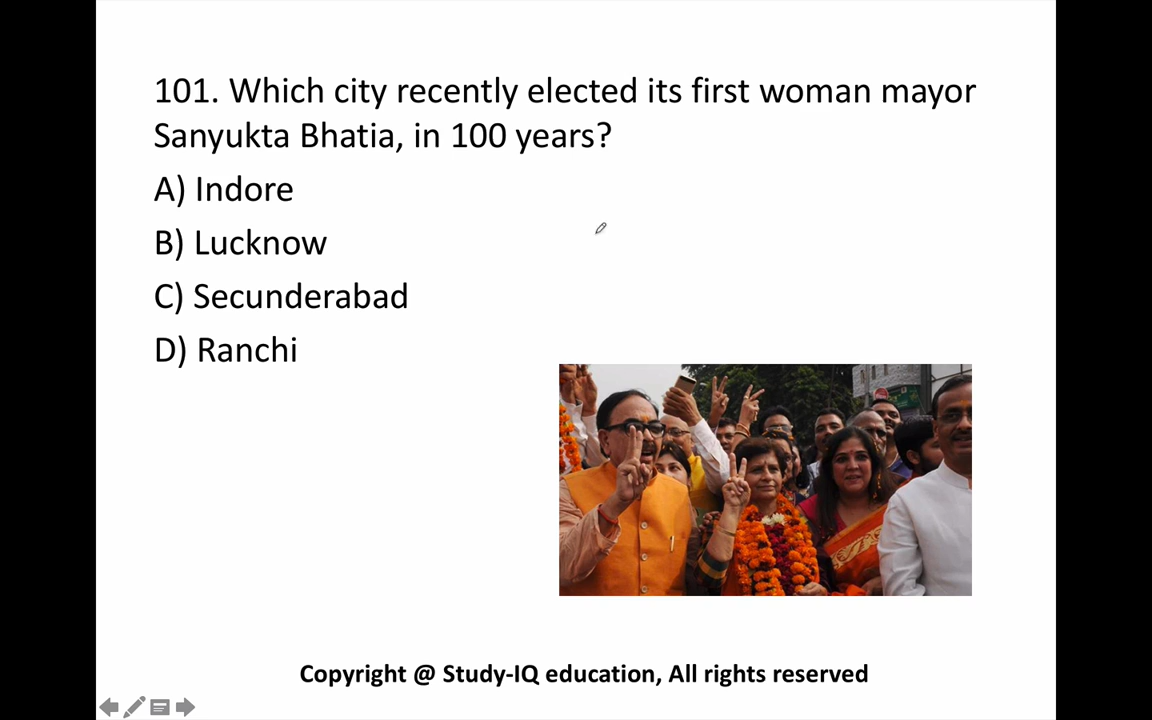 101. Which city recently elected its first woman mayor
Sanyukta Bhatia, in 100 years?
A) Indore
B) Lucknow
C) Secunderabad
D) Ranchi
Copyright @ Study-IQ education, All rights reserved